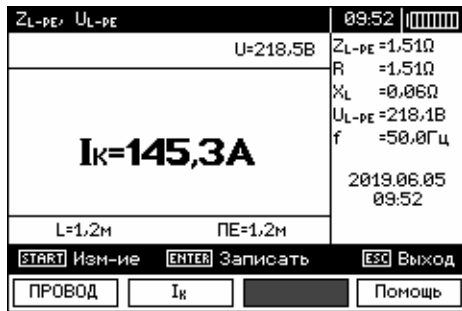 ZL-PE, UL-PE 09:52
U=218,5В
IК=145,3А
L=1,2м ПЕ=1,2м
ZL-PE=1,51Ω
R =1,51Ω
XL =0,06Ω
UL-PE=218,1В
f =50,0Гц
2019.06.05
09:52
START Изм-ие ENTER Записать ESC Выход
ПРОВОД IК Помощь